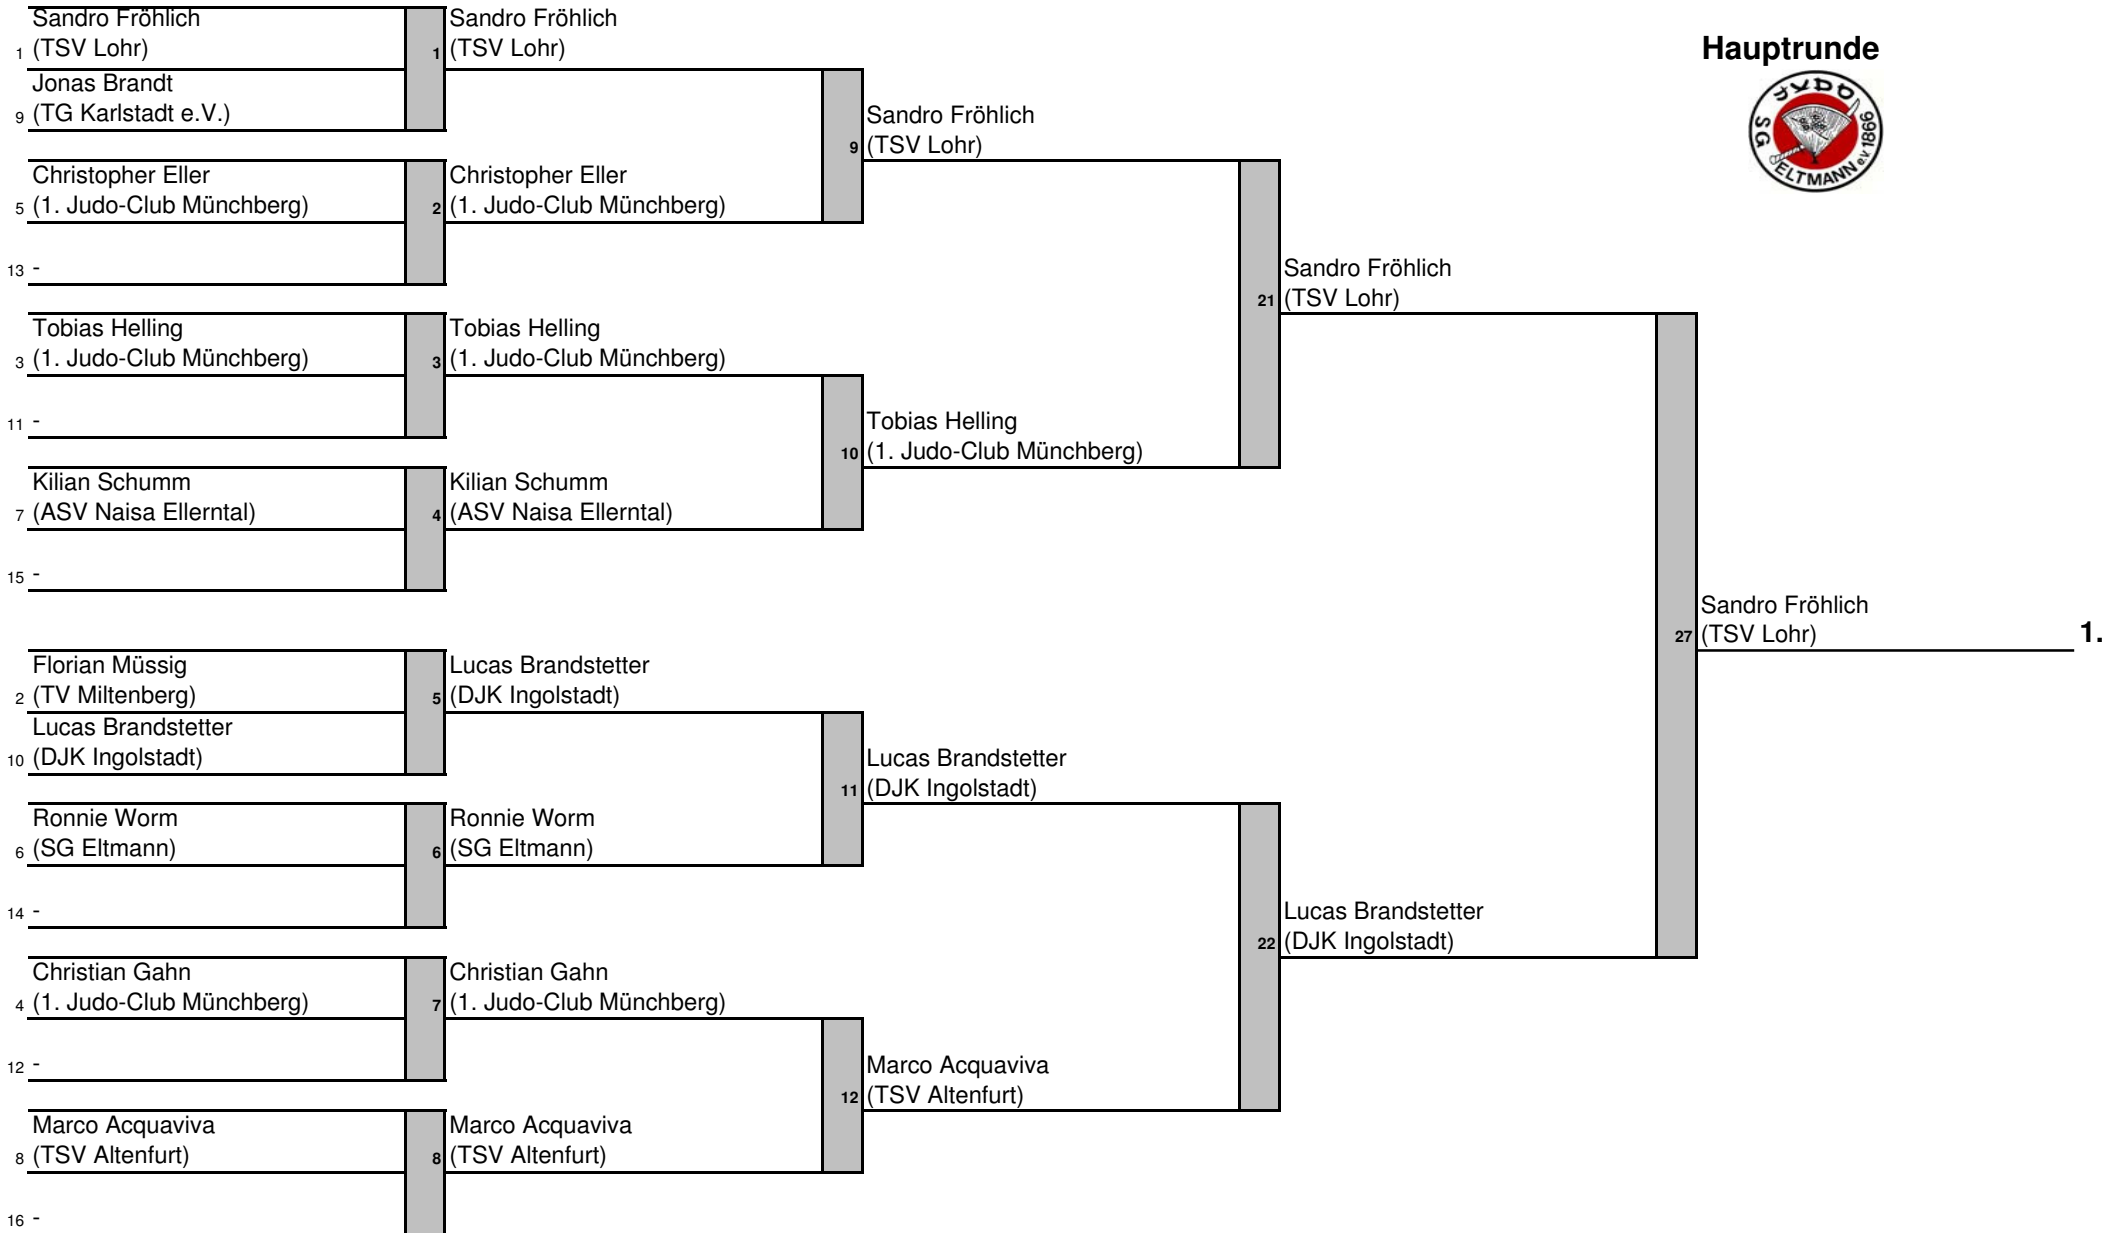 Hauptrunde
JUDO
SG ELTMANN e.V. 1866
Sandro Fröhlich
1 (TSV Lohr)
Jonas Brandt
9 (TG Karlstadt e.V.)
Christopher Eller
5 (1. Judo-Club Münchberg)
13 -
Tobias Helling
3 (1. Judo-Club Münchberg)
11 -
Kilian Schumm
7 (ASV Naisa Ellerntal)
15 -
Florian Müssig
2 (TV Miltenberg)
Lucas Brandstetter
10 (DJK Ingolstadt)
Ronnie Worm
6 (SG Eltmann)
14 -
Christian Gahn
4 (1. Judo-Club Münchberg)
12 -
Marco Acquaviva
8 (TSV Altenfurt)
16 -
Sandro Fröhlich
1 (TSV Lohr)
Christopher Eller
2 (1. Judo-Club Münchberg)
Tobias Helling
3 (1. Judo-Club Münchberg)
Kilian Schumm
4 (ASV Naisa Ellerntal)
Lucas Brandstetter
5 (DJK Ingolstadt)
Ronnie Worm
6 (SG Eltmann)
Christian Gahn
7 (1. Judo-Club Münchberg)
Marco Acquaviva
8 (TSV Altenfurt)
Sandro Fröhlich
9 (TSV Lohr)
Tobias Helling
10 (1. Judo-Club Münchberg)
Lucas Brandstetter
11 (DJK Ingolstadt)
Marco Acquaviva
12 (TSV Altenfurt)
Sandro Fröhlich
21 (TSV Lohr)
Lucas Brandstetter
22 (DJK Ingolstadt)
Sandro Fröhlich
27 (TSV Lohr) 1.